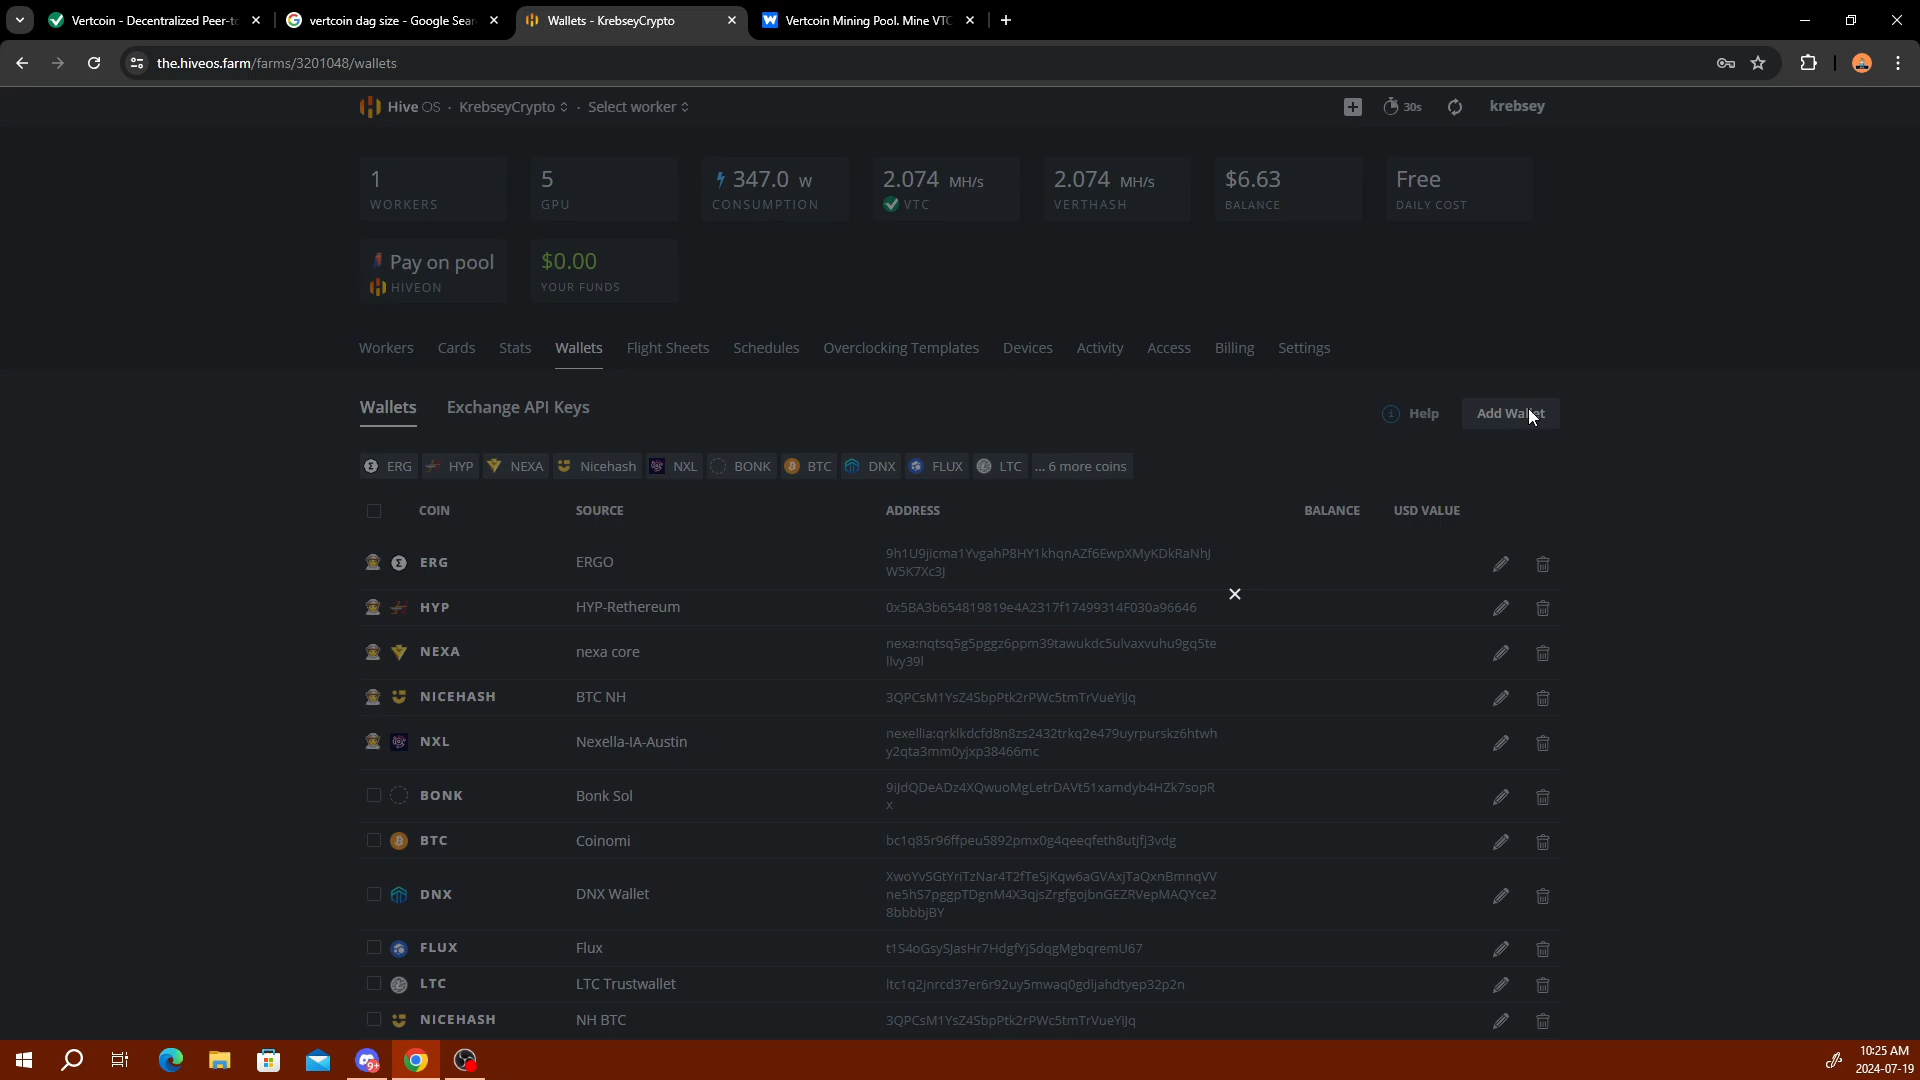 Vertcoin - Decentralized Peer-to
vertcoin dag size - Google Sear
Wallets - KrebseyCrypto
Vertcoin Mining Pool. Mine VTC
the.hiveos.farm/farms/3201048/wallets
Hive OS · KrebseyCrypto · Select worker
30s
krebsey
1
WORKERS
5
GPU
347.0 W
CONSUMPTION
2.074 MH/s
VTC
2.074 MH/s
VERTHASH
$6.63
BALANCE
Free
DAILY COST
Pay on pool
HIVEON
$0.00
YOUR FUNDS
Workers Cards Stats Wallets Flight Sheets Schedules Overclocking Templates Devices Activity Access Billing Settings
Wallets Exchange API Keys
Help
Add Wallet
ERG HYP NEXA Nicehash NXL BONK BTC DNX FLUX LTC ... 6 more coins
COIN SOURCE ADDRESS BALANCE USD VALUE
ERG ERGO 9h1U9jicma1YvgahP8HY1khqnAZf6EwpXMyKDkRaNhJ
W5K7Xc3J
HYP HYP-Rethereum 0x5BA3b654819819e4A2317f17499314F030a96646
NEXA nexa core nexa:nqtsq5g5pggz6ppm39tawukdc5ulvaxvuhu9gq5te
llvy39l
NICEHASH BTC NH 3QPCsM1YsZ4SbpPtk2rPWc5tmTrVueYiJq
NXL Nexella-IA-Austin nexellia:qrklkdcfd8n8zs2432trkq2e479uyrpurskz6htwh
y2qta3mm0yjxp38466mc
BONK Bonk Sol 9iJdQDeADz4XQwuoMgLetrDAVt51xamdyb4HZk7sopR
x
BTC Coinomi bc1q85r96ffpeu5892pmx0g4qeeqfeth8utjfj3vdg
DNX DNX Wallet XwoYvSGtYriTzNar4T2fTeSjKqw6aGVAxjTaQxnBmnqVV
ne5hS7pggpTDgnM4X3qjsZrgfgojbnGEZRVepMAQYce2
8bbbbjBY
FLUX Flux t1S4oGsySJasHr7HdgfYjSdqgMgbqremU67
LTC LTC Trustwallet ltc1q2jnrcd37er6r92uy5mwaq0gdljahdtyep32p2n
NICEHASH NH BTC 3QPCsM1YsZ4SbpPtk2rPWc5tmTrVueYiJq
9+
10:25 AM
2024-07-19